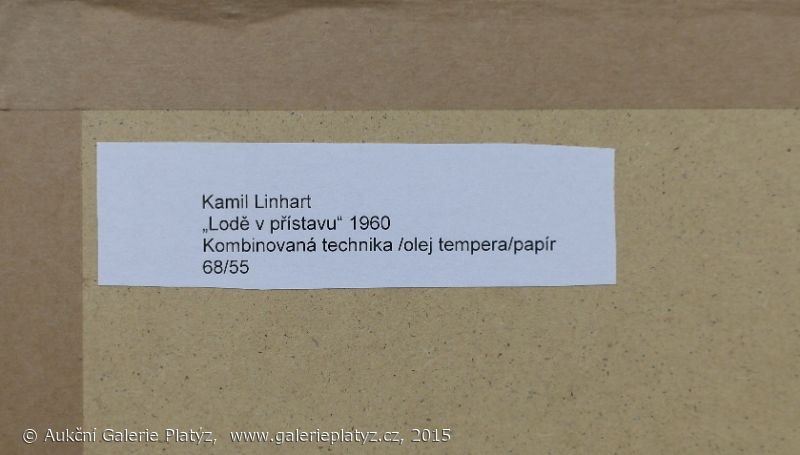 Kamil Linhart
„Lodě v přístavu“ 1960
Kombinovaná technika /olej tempera/papír
68/55
© Aukční Galerie Platýz, www.galerieplatyz.cz, 2015